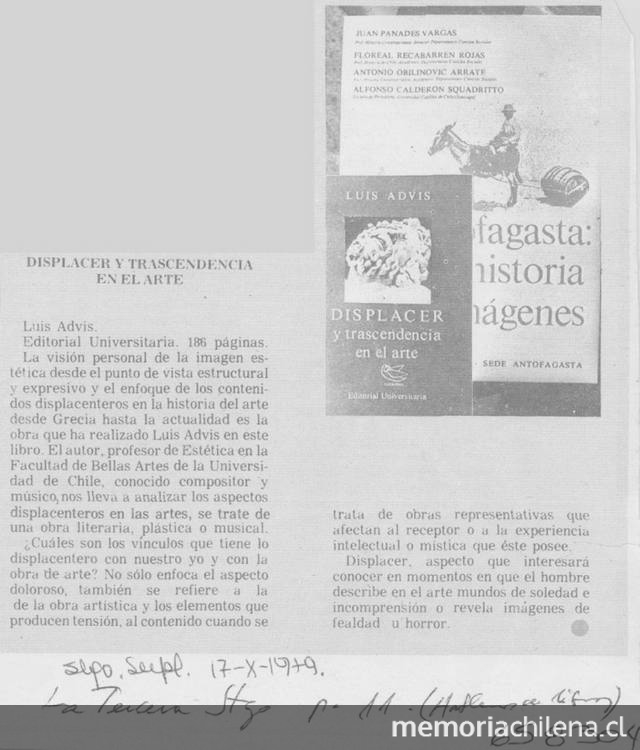 JUAN PANADES VARGAS
FLOREAL RECABARREN ROJAS
ANTONIO OBILINOVIC ARRATE
ALFONSO CALDERON SQUADRITTO
fagasta:
historia
mágenes
SEDE ANTOFAGASTA
LUIS ADVIS
DISPLACER
y trascendencia
en el arte
Editorial Universitaria
DISPLACER Y TRASCENDENCIA
EN EL ARTE
Luis Advis.
Editorial Universitaria. 186 páginas.
La visión personal de la imagen es-
tética desde el punto de vista estructural
y expresivo y el enfoque de los conteni-
dos displacenteros en la historia del arte
desde Grecia hasta la actualidad es la
obra que ha realizado Luis Advis en este
libro. El autor, profesor de Estética en la
Facultad de Bellas Artes de la Universi-
dad de Chile, conocido compositor y
músico, nos lleva a analizar los aspectos
displacenteros en las artes, se trate de
una obra literaria, plástica o musical.
¿Cuáles son los vínculos que tiene lo
displacentero con nuestro yo y con la
obra de arte? No sólo enfoca el aspecto
doloroso, también se refiere a la
de la obra artística y los elementos que
producen tensión, al contenido cuando se
trata de obras representativas que
afectan al receptor o a la experiencia
intelectual o mística que éste posee.
Displacer, aspecto que interesará
conocer en momentos en que el hombre
describe en el arte mundos de soledad e
incomprensión o revela imágenes de
fealdad u horror.
stgo, Supl. 17-X-1979.
La Tercera Stgo p. 11.
memoriachilena.cl